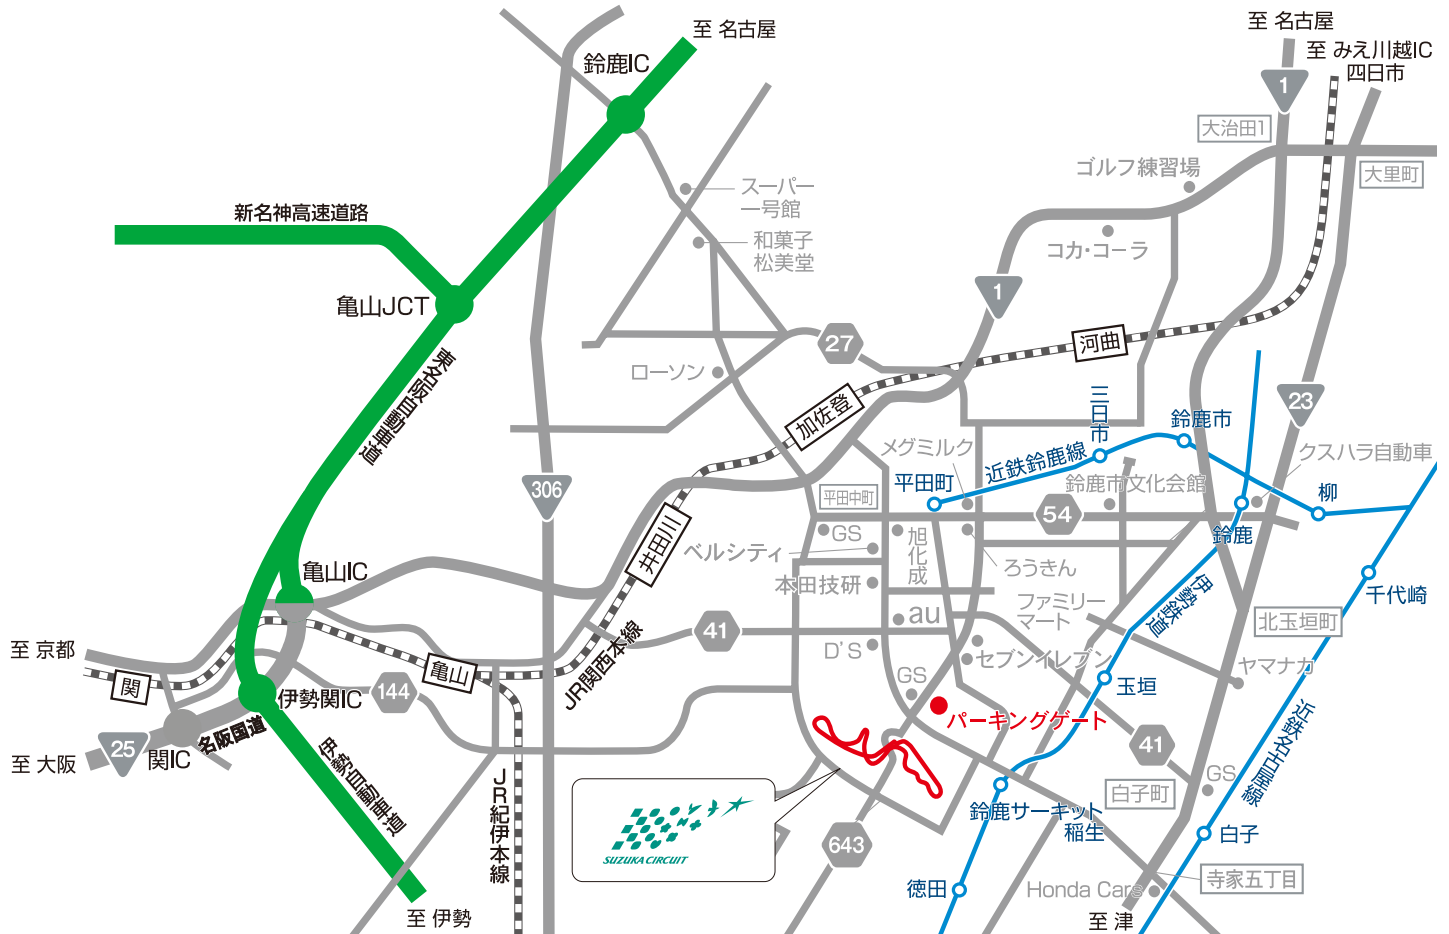 至 名古屋
至 名古屋
至 みえ川越IC
四日市
鈴鹿IC
1
大治田1
大里町
ゴルフ練習場
スーパー
一号館
新名神高速道路
和菓子
松美堂
コカ・コーラ
亀山JCT
1
27
河曲
ローソン
東名阪自動車道
加佐登
三日市
鈴鹿市
23
メグミルク
近鉄鈴鹿線
クスハラ自動車
平田町
鈴鹿市文化会館
306
平田中町
柳
54
GS
旭化成
鈴鹿
井田川
ベルシティ
ろうきん
亀山IC
本田技研
千代崎
伊勢鉄道
ファミリー
マート
au
北玉垣町
41
至 京都
D'S
セブンイレブン
ヤマナカ
JR関西本線
亀山
関
144
GS
玉垣
伊勢関IC
パーキングゲート
名阪国道
25
41
関IC
至 大阪
伊勢自動車道
近鉄名古屋線
GS
白子町
JR紀伊本線
鈴鹿サーキット
稲生
白子
SUZUKA CIRCUIT
643
寺家五丁目
徳田
Honda Cars
至 伊勢
至 津